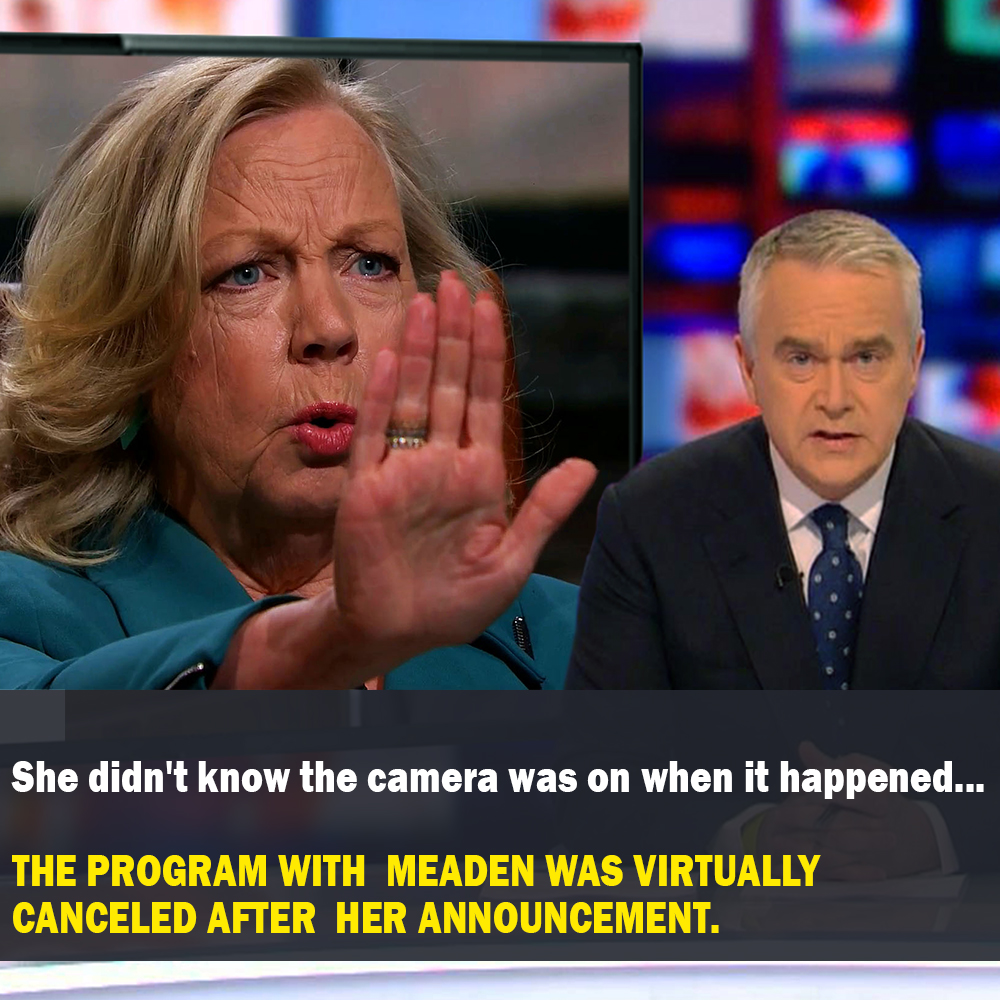 She didn't know the camera was on when it happened...
THE PROGRAM WITH  MEADEN WAS VIRTUALLY
CANCELED AFTER  HER ANNOUNCEMENT.